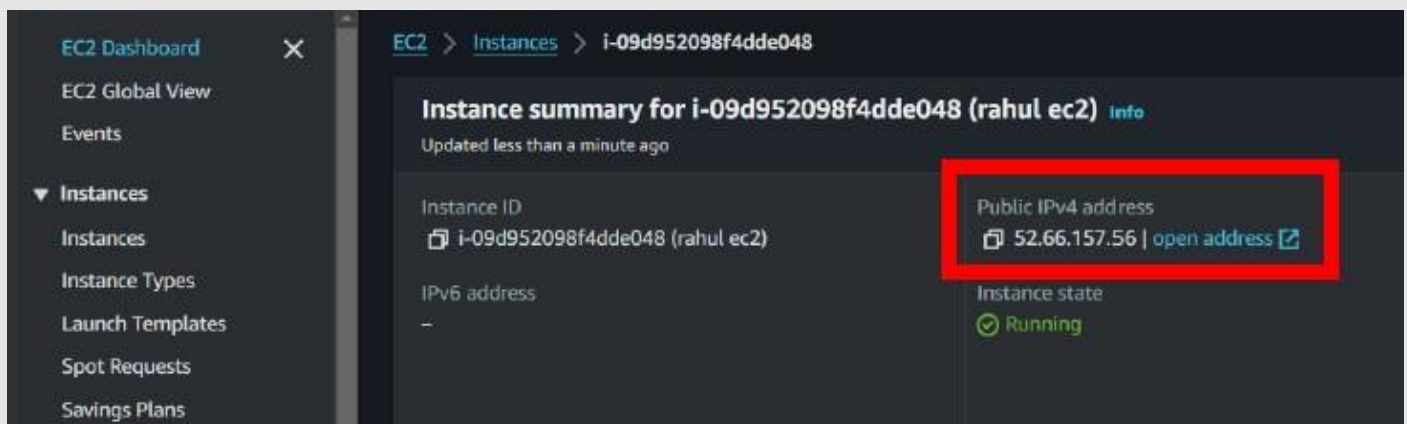 EC2 Dashboard
EC2 Global View
Events
Instances
Instances
Instance Types
Launch Templates
Spot Requests
Savings Plans
EC2 > Instances > i-09d952098f4dde048
Instance summary for i-09d952098f4dde048 (rahul ec2) Info
Updated less than a minute ago
Instance ID
i-09d952098f4dde048 (rahul ec2)
IPv6 address
–
Public IPv4 address
52.66.157.56 | open address
Instance state
Running